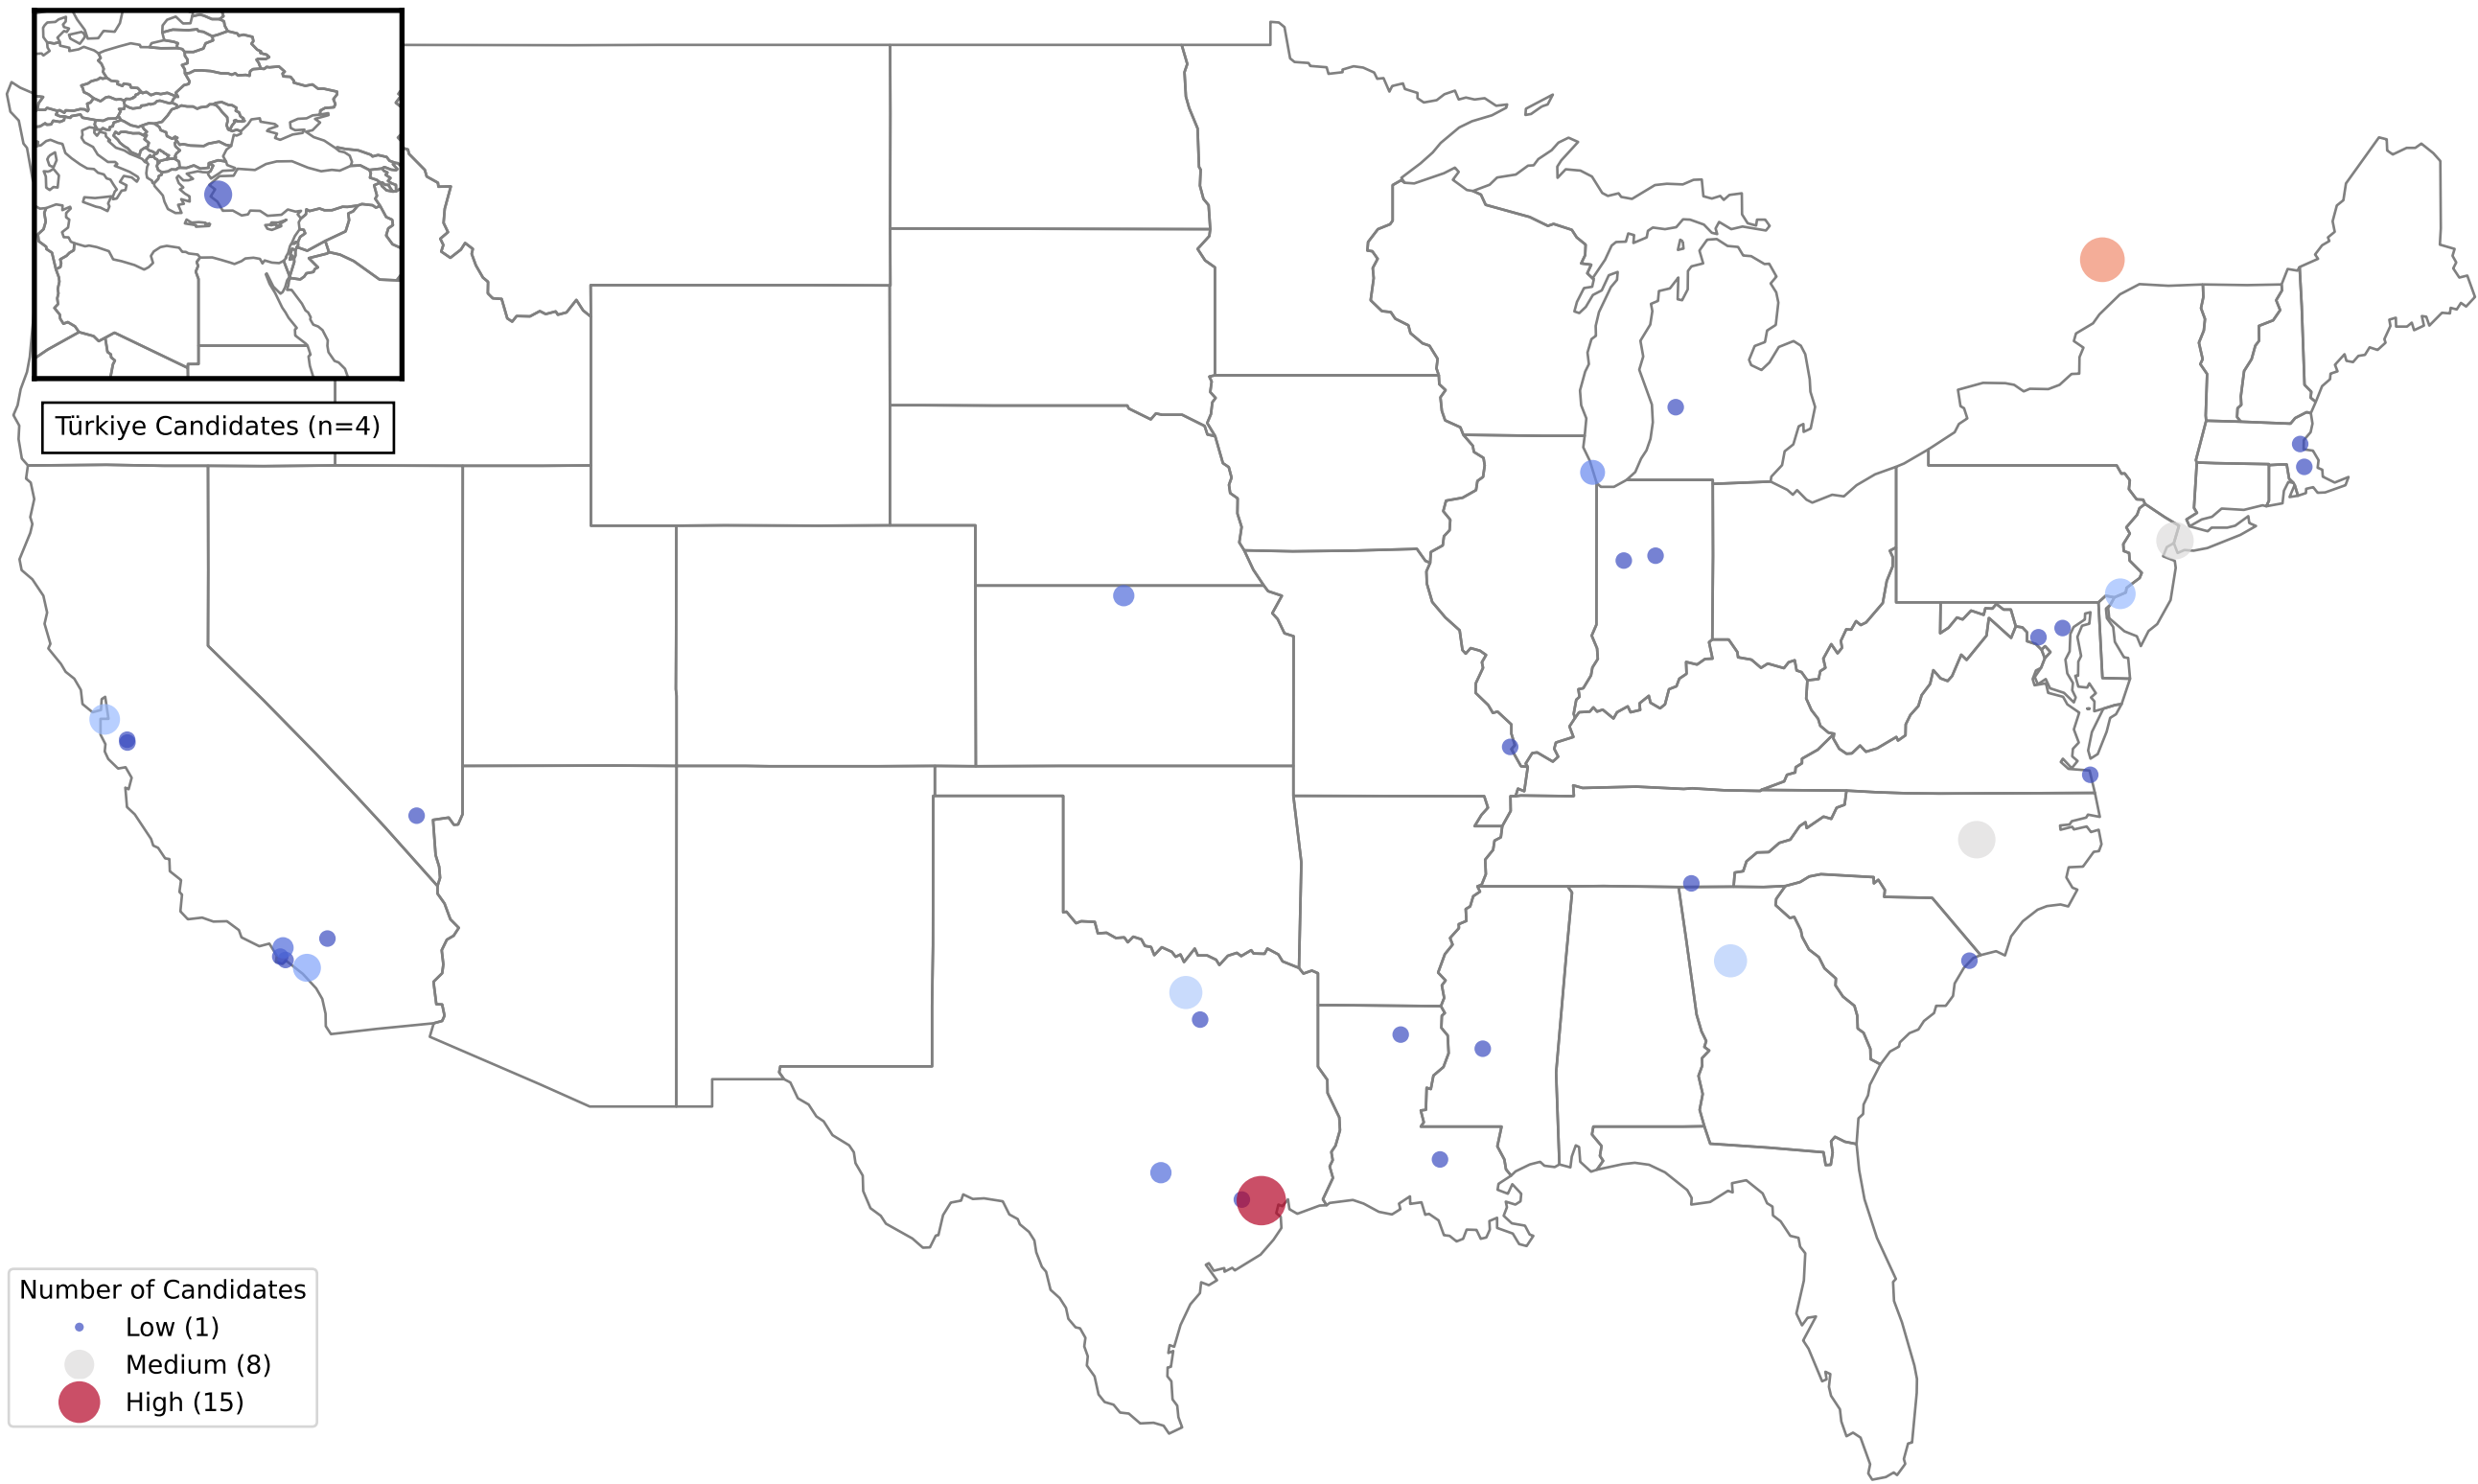 Türkiye Candidates (n=4)
Number of Candidates
Low (1)
Medium (8)
High (15)